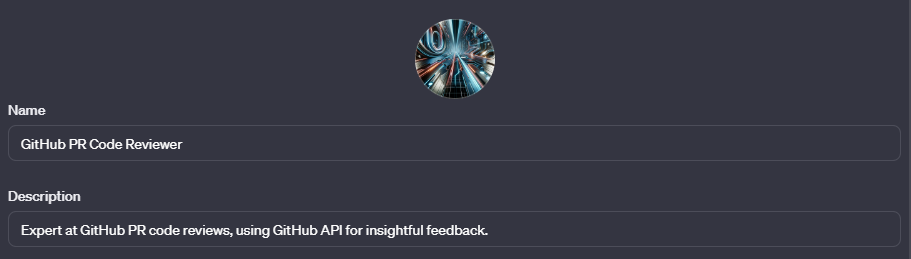 Name
GitHub PR Code Reviewer
Description
Expert at GitHub PR code reviews, using GitHub API for insightful feedback.